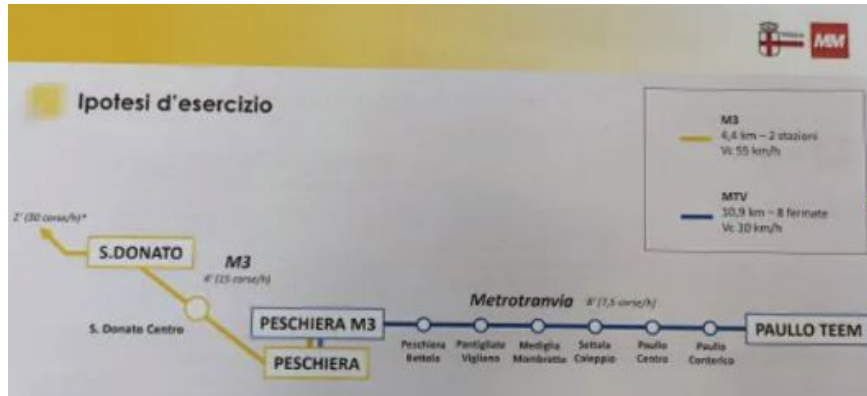 MM
Ipotesi d'esercizio
M3
4,4 km – 2 stazioni
Vc 55 km/h
MTV
10,9 km – 8 fermate
Vc 30 km/h
2' (30 corse/h)*
S.DONATO
M3
4' (15 corse/h)
S. Donato Centro
PESCHIERA M3
PESCHIERA
Metrotranvia 8' (7,5 corse/h)
Peschiera
Bettola
Pantigliate
Vigliano
Mediglia
Mombretto
Settala
Caleppio
Paullo
Centro
Paullo
Conterico
PAULLO TEEM